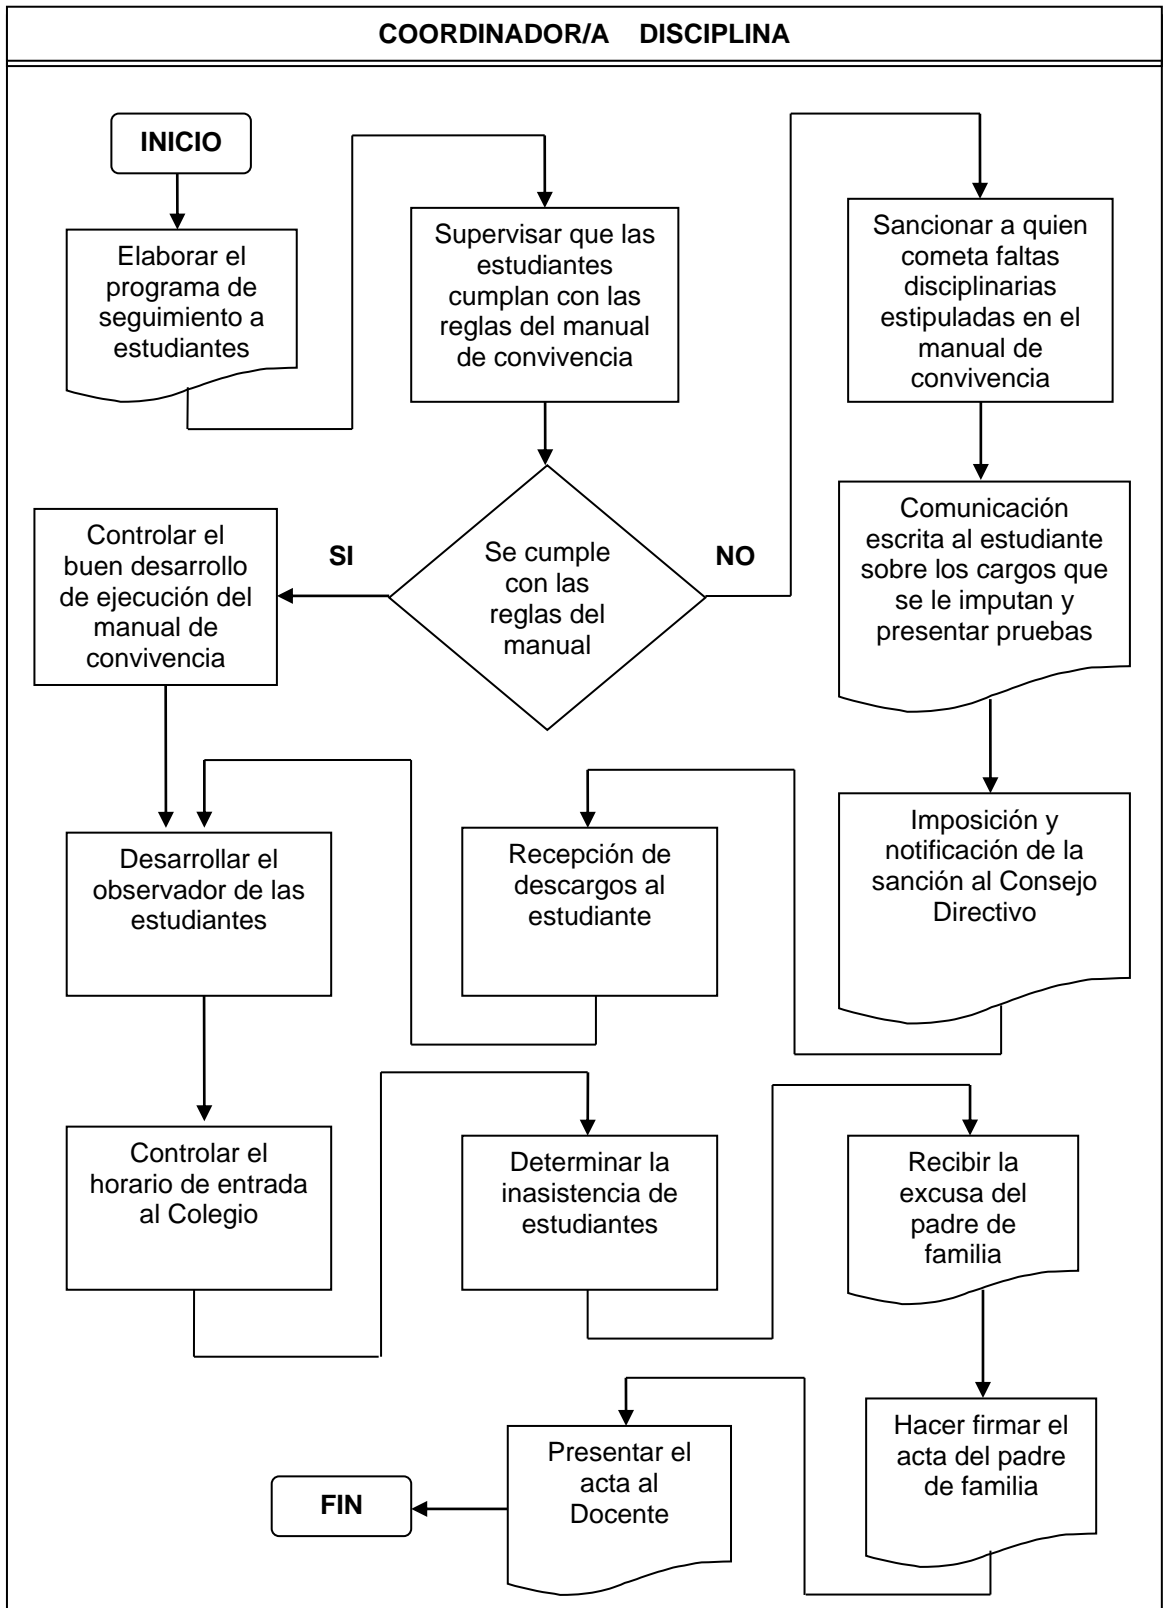 COORDINADOR/A DISCIPLINA
INICIO
Elaborar el
programa de
seguimiento a
estudiantes
Supervisar que las
estudiantes
cumplan con las
reglas del manual
de convivencia
Sancionar a quien
cometa faltas
disciplinarias
estipuladas en el
manual de
convivencia
Controlar el
buen desarrollo
de ejecución del
manual de
convivencia
SI
Se cumple
con las
reglas del
manual
NO
Comunicación
escrita al estudiante
sobre los cargos que
se le imputan y
presentar pruebas
Desarrollar el
observador de las
estudiantes
Recepción de
descargos al
estudiante
Imposición y
notificación de la
sanción al Consejo
Directivo
Controlar el
horario de entrada
al Colegio
Determinar la
inasistencia de
estudiantes
Recibir la
excusa del
padre de
familia
FIN
Presentar el
acta al
Docente
Hacer firmar el
acta del padre
de familia